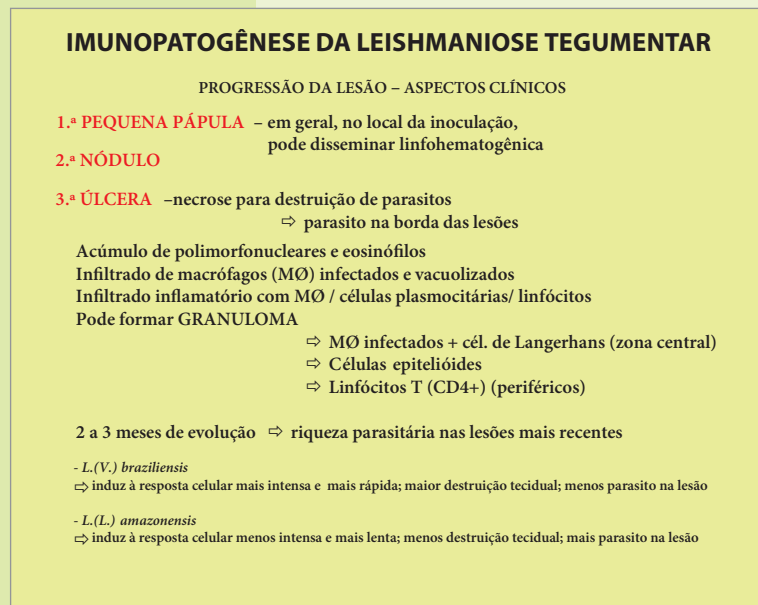 IMUNOPATOGÊNESE DA LEISHMANIOSE TEGUMENTAR
PROGRESSÃO DA LESÃO – ASPECTOS CLÍNICOS
1.ª PEQUENA PÁPULA – em geral, no local da inoculação,
pode disseminar linfohematogênica
2.ª NÓDULO
3.ª ÚLCERA –necrose para destruição de parasitos
⇨ parasito na borda das lesões
Acúmulo de polimorfonucleares e eosinófilos
Infiltrado de macrófagos (MØ) infectados e vacuolizados
Infiltrado inflamatório com MØ / células plasmocitárias/ linfócitos
Pode formar GRANULOMA
⇨ MØ infectados + cél. de Langerhans (zona central)
⇨ Células epitelióides
⇨ Linfócitos T (CD4+) (periféricos)
2 a 3 meses de evolução ⇨ riqueza parasitária nas lesões mais recentes
- L.(V.) braziliensis
⇨ induz à resposta celular mais intensa e mais rápida; maior destruição tecidual; menos parasito na lesão
- L.(L.) amazonensis
⇨ induz à resposta celular menos intensa e mais lenta; menos destruição tecidual; mais parasito na lesão